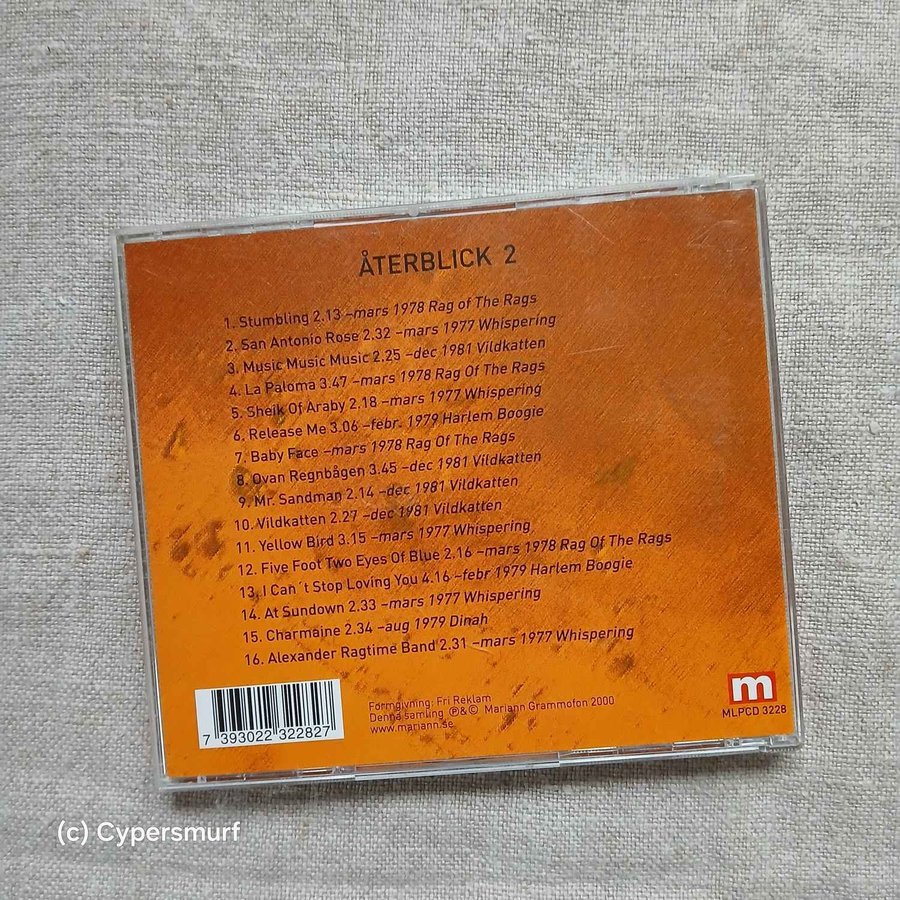 ÅTERBLICK 2
1. Stumbling 2.13 –mars 1978 Rag of The Rags
2. San Antonio Rose 2.32 –mars 1977 Whispering
3. Music Music Music 2.25 –dec 1981 Vildkatten
4. La Paloma 3.47 –mars 1978 Rag Of The Rags
5. Sheik Of Araby 2.18 –mars 1977 Whispering
6. Release Me 3.06 –febr. 1979 Harlem Boogie
7. Baby Face –mars 1978 Rag Of The Rags
8. Ovan Regnbågen 3.45 –dec 1981 Vildkatten
9. Mr. Sandman 2.14 –dec 1981 Vildkatten
10. Vildkatten 2.27 –dec 1981 Vildkatten
11. Yellow Bird 3.15 –mars 1977 Whispering
12. Five Foot Two Eyes Of Blue 2.16 –mars 1978 Rag Of The Rags
13. I Can´t Stop Loving You 4.16 –febr 1979 Harlem Boogie
14. At Sundown 2.33 –mars 1977 Whispering
15. Charmaine 2.34 –aug 1979 Dinah
16. Alexander Ragtime Band 2.31 –mars 1977 Whispering
7 393022 322827
Formgivning: Fri Reklam
Denna samling ℗&© Mariann Grammofon 2000
www.mariann.se
m
MLPCD 3228
(c) Cypersmurf